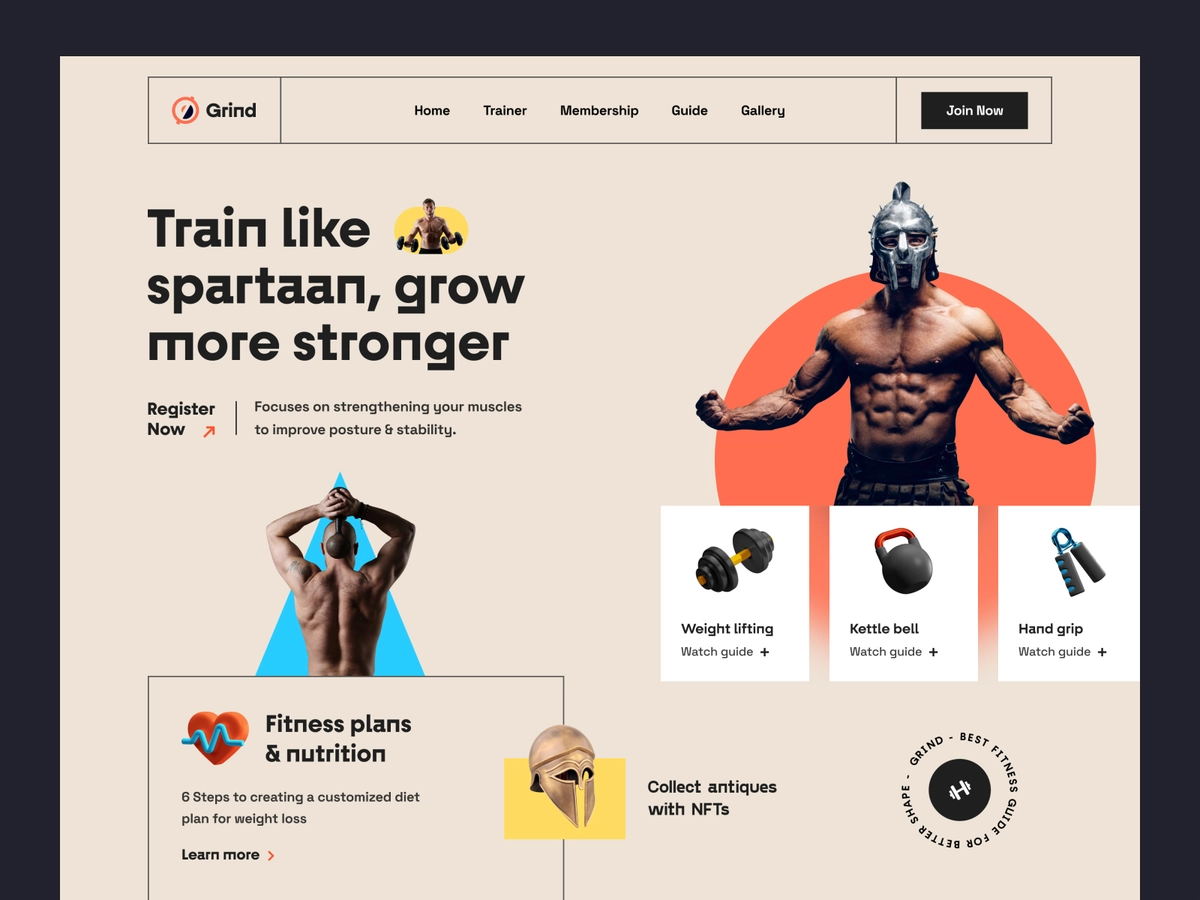 Grind
Home
Trainer
Membership
Guide
Gallery
Join Now
Train like
spartaan, grow
more stronger
Register
Now
Focuses on strengthening your muscles
to improve posture & stability.
Weight lifting
Watch guide +
Kettle bell
Watch guide +
Hand grip
Watch guide +
Fitness plans
& nutrition
6 Steps to creating a customized diet
plan for weight loss
Learn more
Collect antiques
with NFTs
GRIND - BEST FITNESS GUIDE FOR BETTER SHAPE -